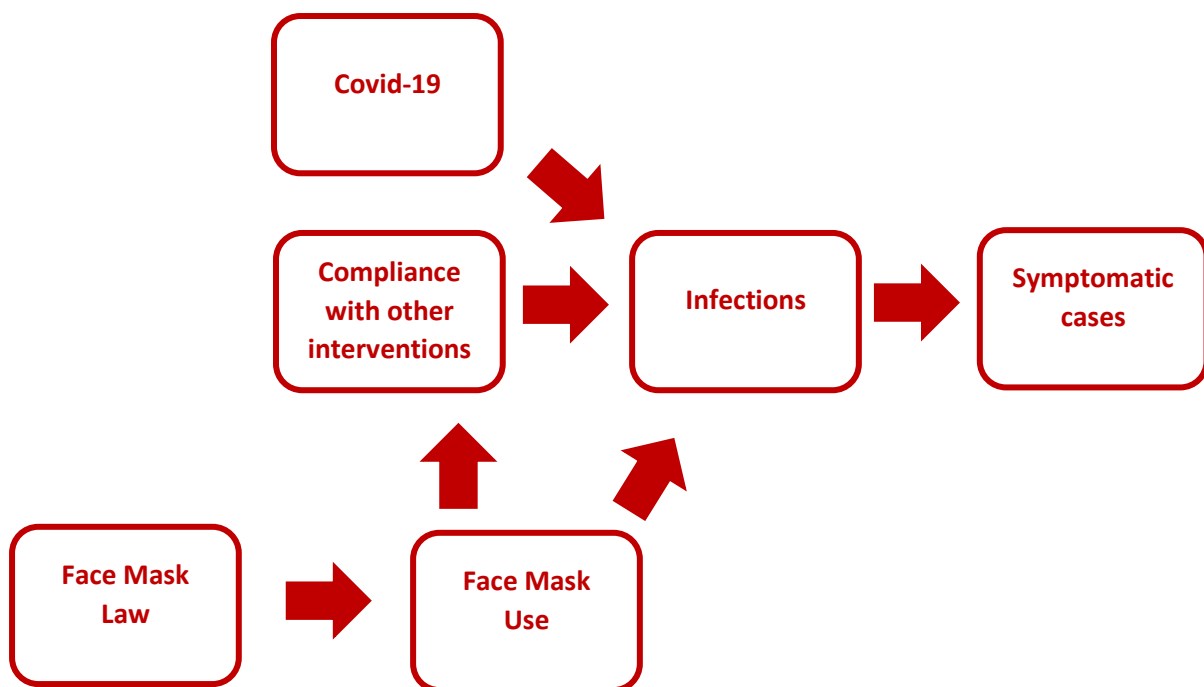 Covid-19
Compliance
with other
interventions
Infections
Symptomatic
cases
Face Mask
Law
Face Mask
Use